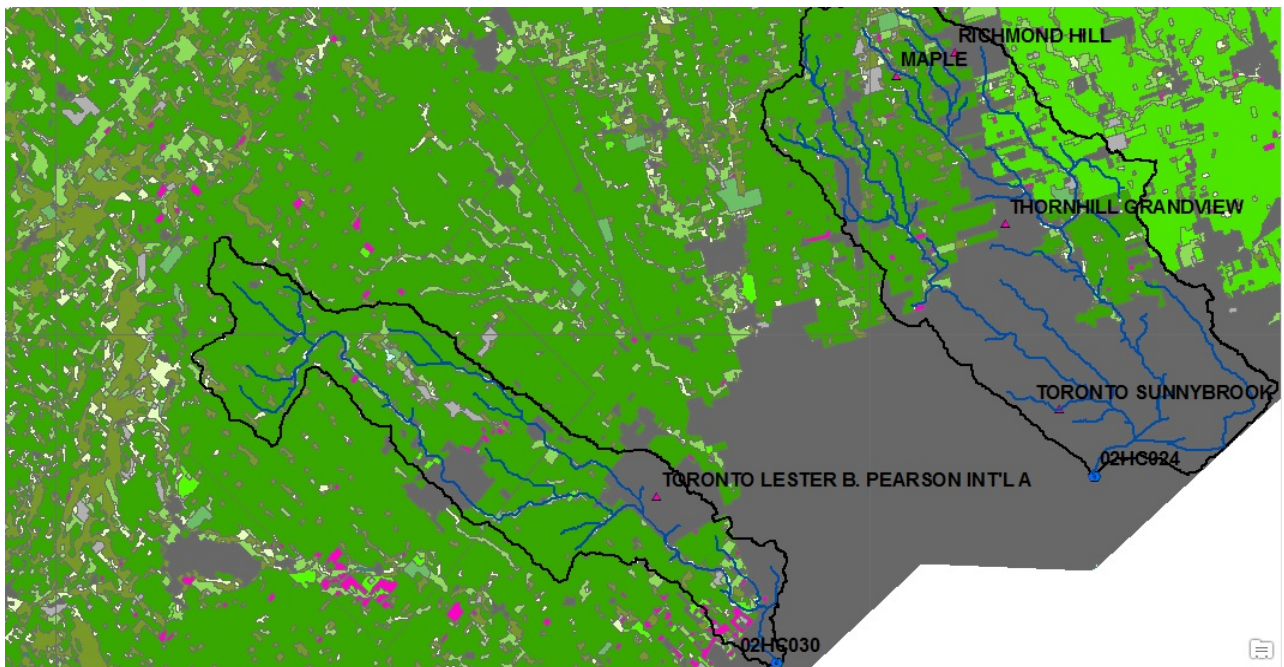 RICHMOND HILL
MAPLE
THORNHILL GRANDVIEW
TORONTO SUNNYBROOK
02HC024
TORONTO LESTER B. PEARSON INT'L A
02HC030